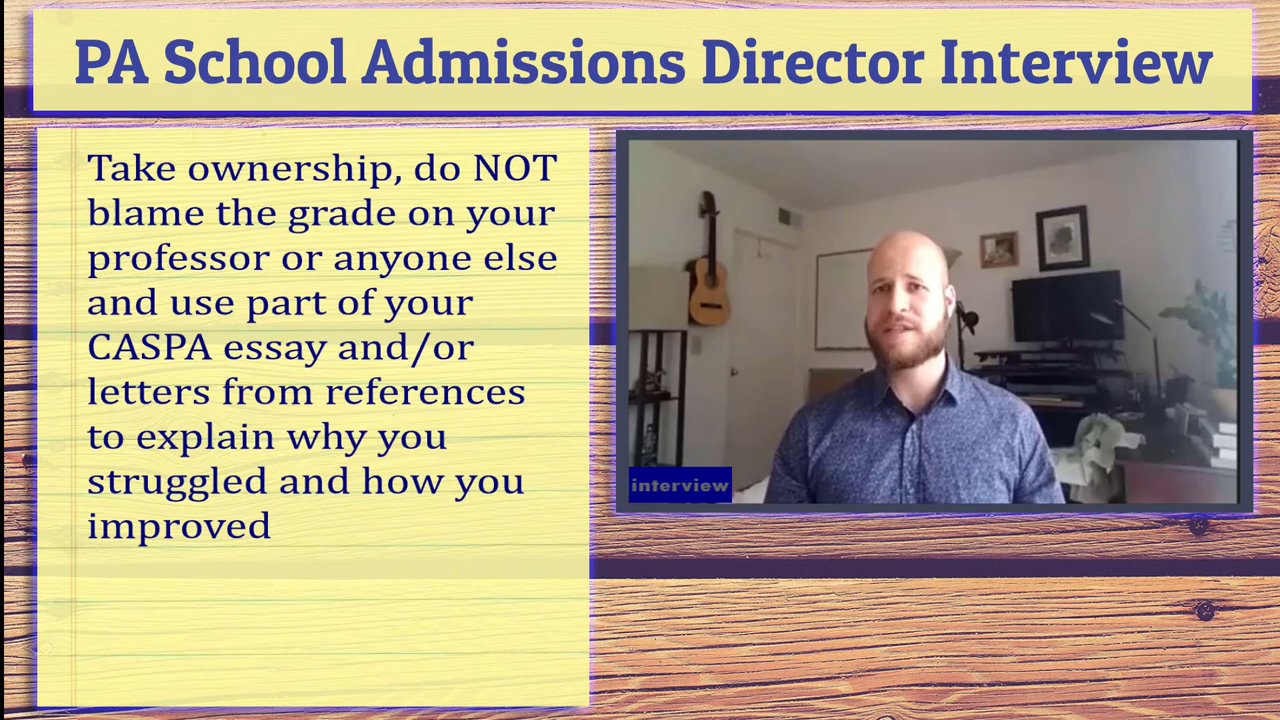 PA School Admissions Director Interview
Take ownership, do NOT
blame the grade on your
professor or anyone else
and use part of your
CASPA essay and/or
letters from references
to explain why you
struggled and how you
improved
interview